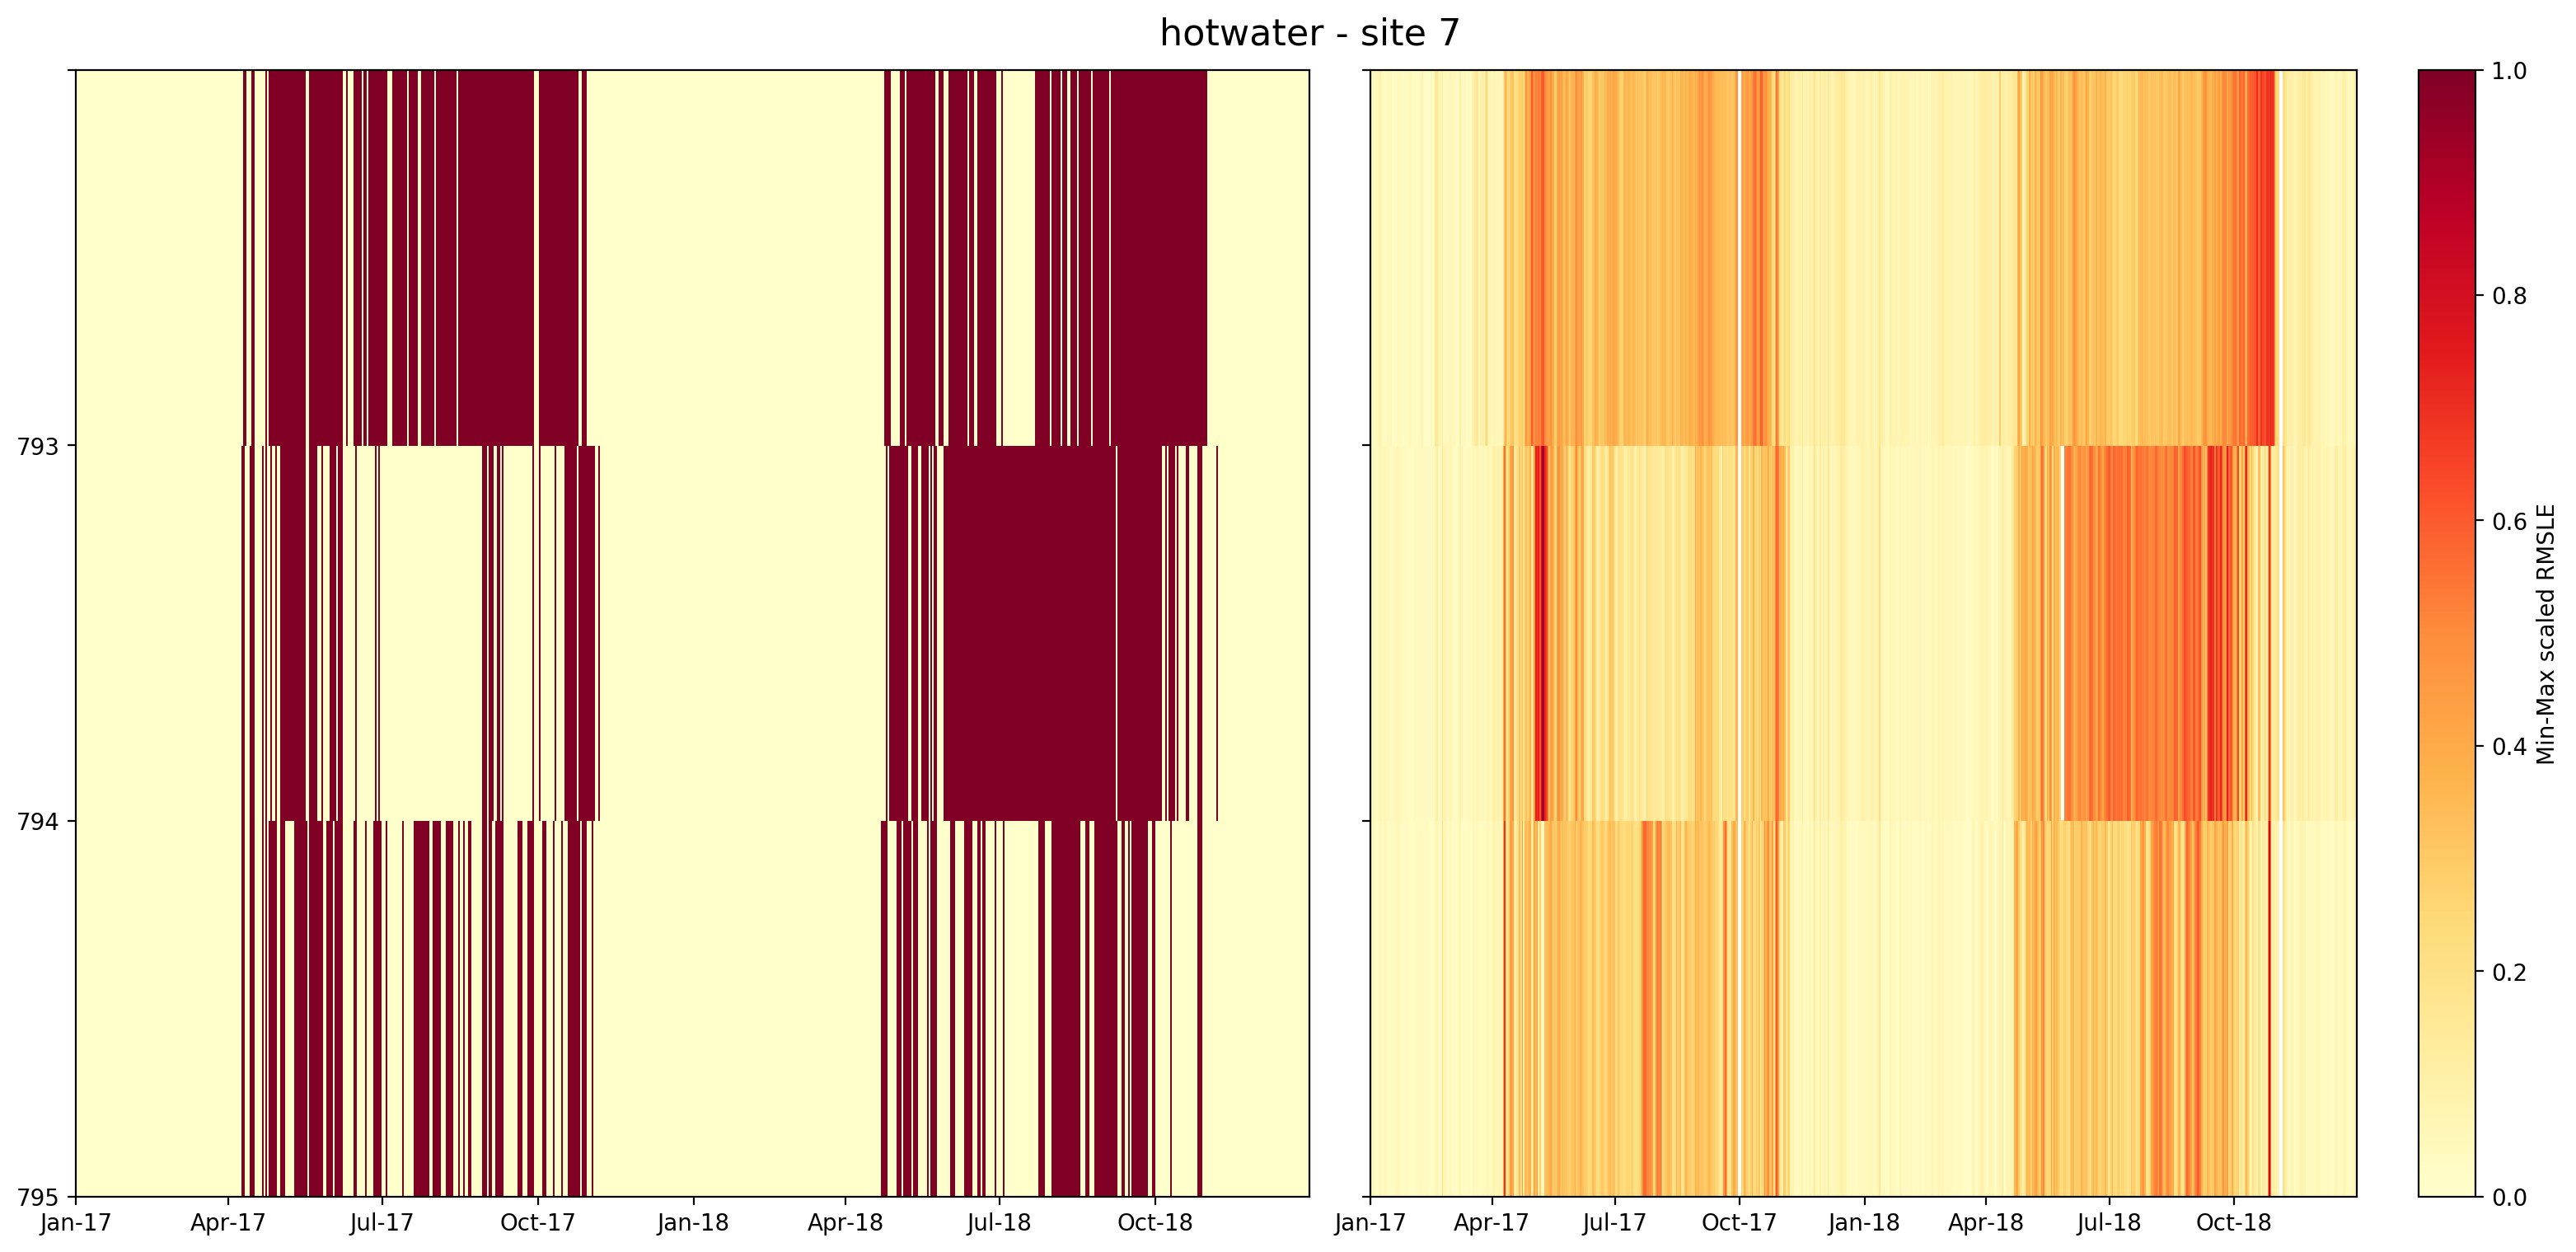 hotwater - site 7
793
794
795
Jan-17 Apr-17 Jul-17 Oct-17 Jan-18 Apr-18 Jul-18 Oct-18
Jan-17 Apr-17 Jul-17 Oct-17 Jan-18 Apr-18 Jul-18 Oct-18
1.0
0.8
0.6
0.4
0.2
0.0
Min-Max scaled RMSLE